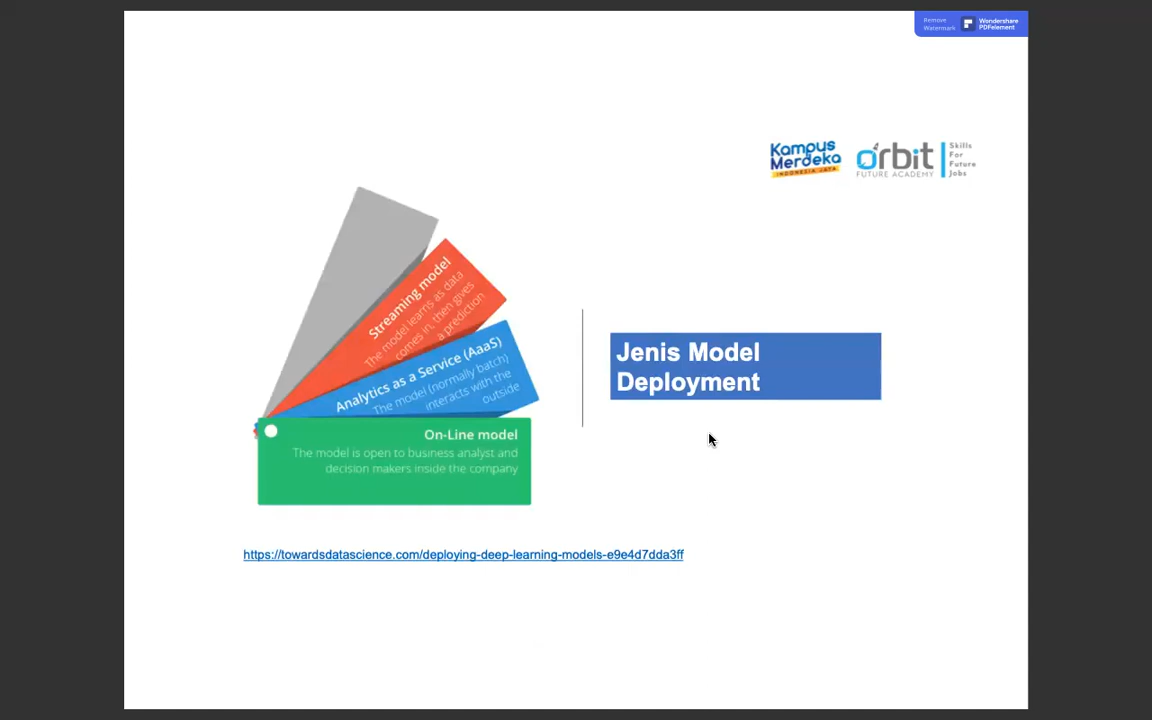 Remove
Watermark
Wondershare
PDFelement
Kampus
Merdeka
INDONESIA JAYA
orbit
FUTURE ACADEMY
Skills
For
Future
Jobs
Streaming model
The model learns as data
comes in, then gives
a prediction
Analytics as a Service (AaaS)
The model (normally batch)
interacts with the
outside
On-Line model
The model is open to business analyst and
decision makers inside the company
Jenis Model
Deployment
https://towardsdatascience.com/deploying-deep-learning-models-e9e4d7dda3ff